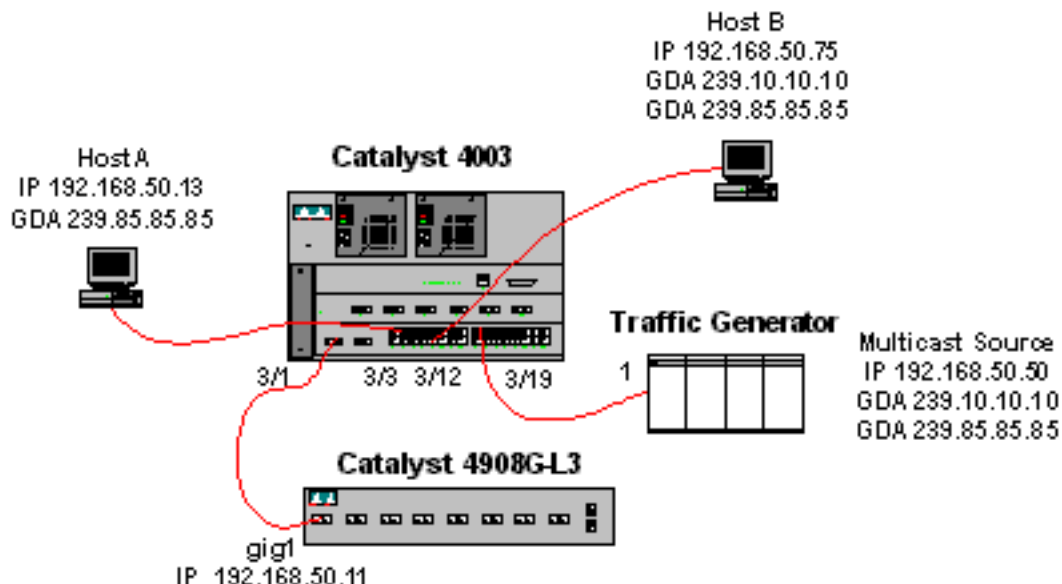 Host B
IP 192.168.50.75
GDA 239.10.10.10
GDA 239.85.85.85
Catalyst 4003
Host A
IP 192.168.50.13
GDA 239.85.85.85
Traffic Generator
Multicast Source
IP 192.168.50.50
GDA 239.10.10.10
GDA 239.85.85.85
1
3/1
3/3
3/12
3/19
Catalyst 4908G-L3
gig1
IP 192.168.50.11